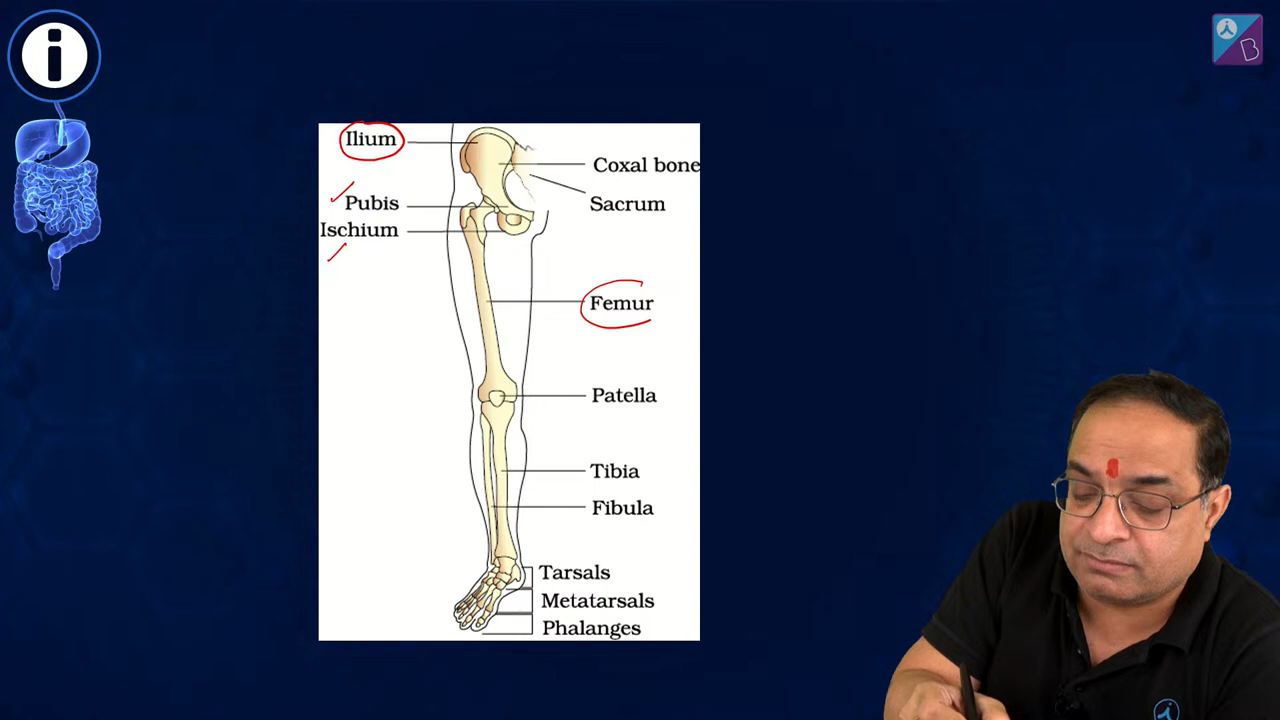 i
Ilium
Coxal bone
Pubis
Sacrum
Ischium
Femur
Patella
Tibia
Fibula
Tarsals
Metatarsals
Phalanges
B